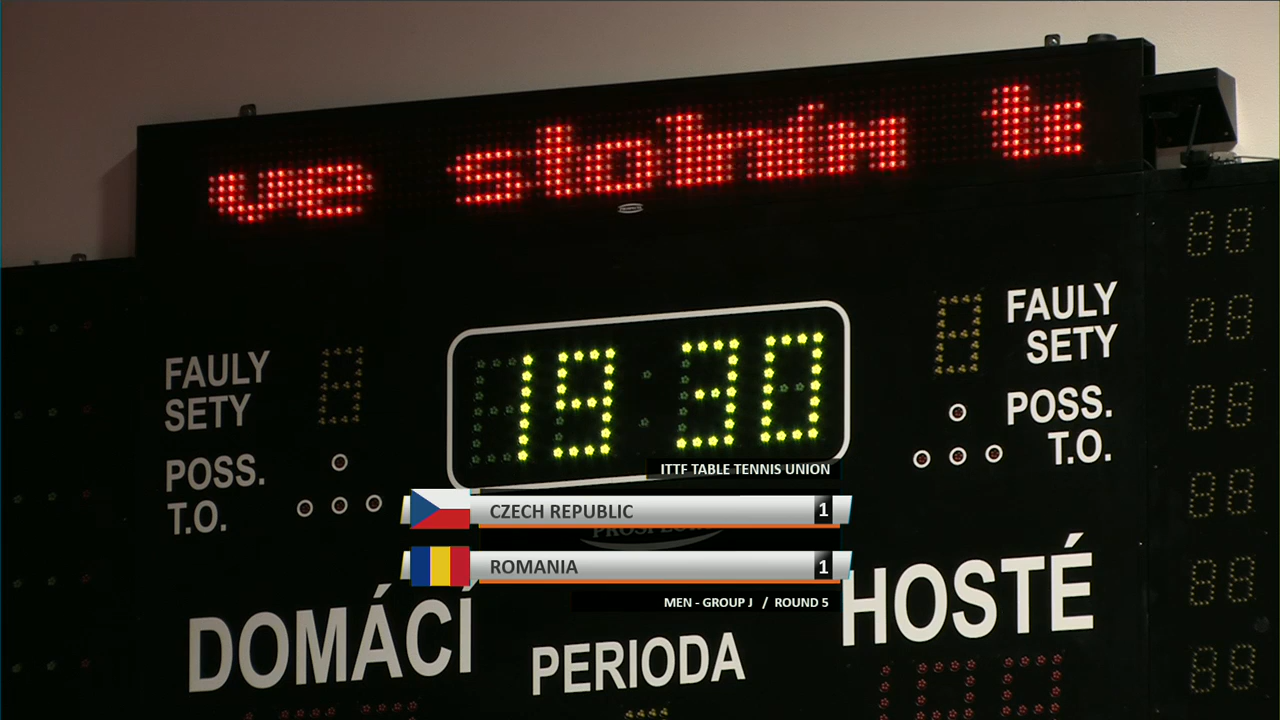 ve stolním te
19:30
FAULY
SETY
POSS.
T.O.
FAULY
SETY
POSS.
T.O.
ITTF TABLE TENNIS UNION
CZECH REPUBLIC 1
ROMANIA 1
MEN - GROUP J / ROUND 5
DOMÁCÍ
PERIODA
HOSTÉ